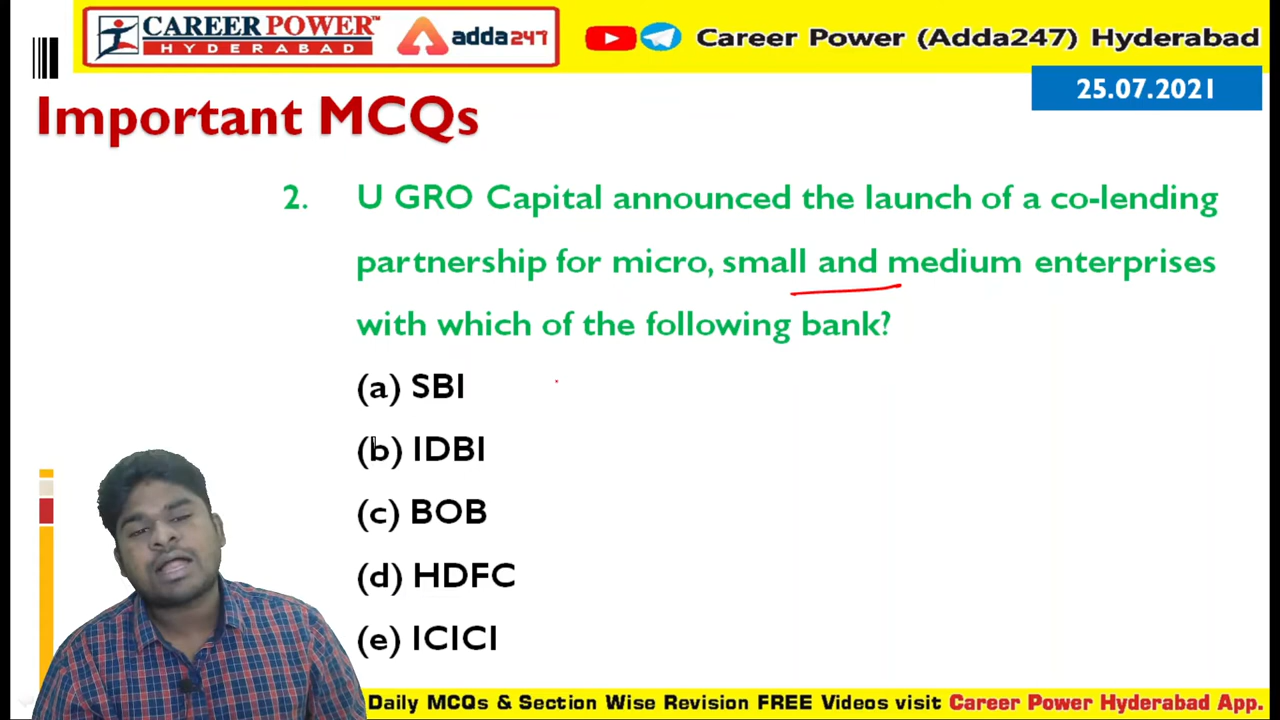 CAREER POWER™
HYDERABAD
adda247
Career Power (Adda247) Hyderabad
25.07.2021
Important MCQs
2. U GRO Capital announced the launch of a co-lending
partnership for micro, small and medium enterprises
with which of the following bank?
(a) SBI
(b) IDBI
(c) BOB
(d) HDFC
(e) ICICI
Daily MCQs & Section Wise Revision FREE Videos visit Career Power Hyderabad App.